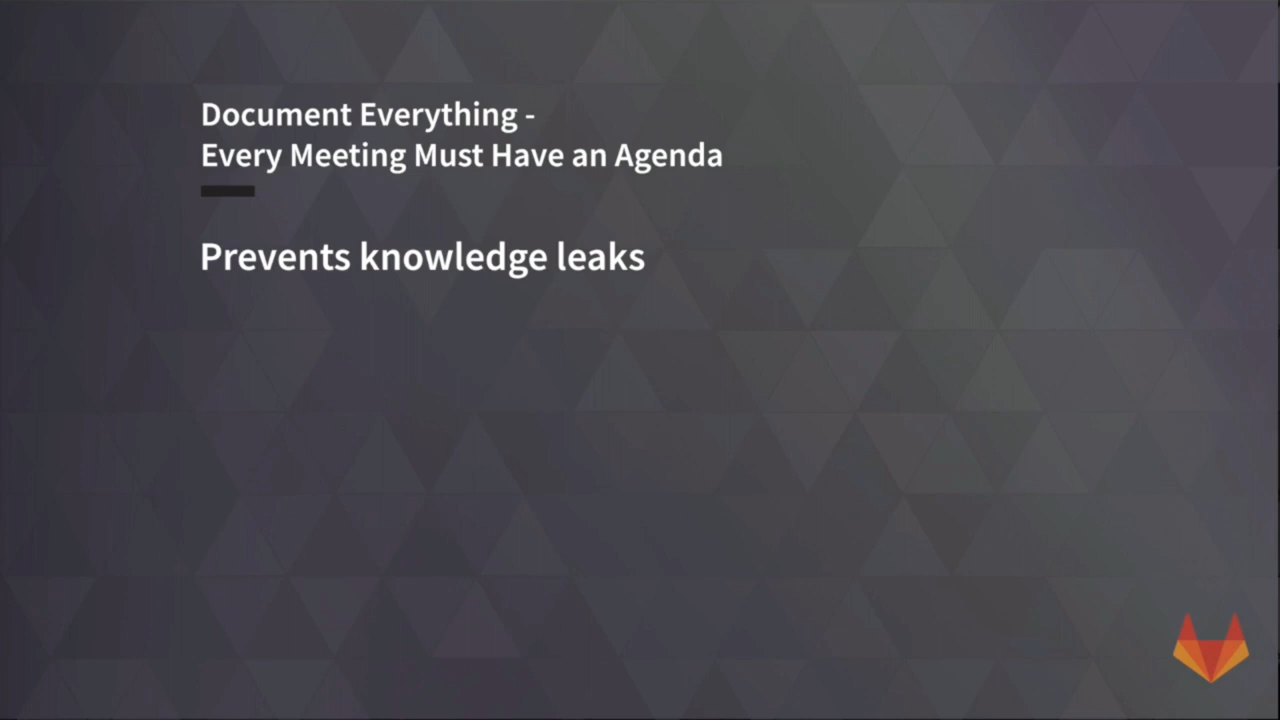 Document Everything -
Every Meeting Must Have an Agenda
Prevents knowledge leaks